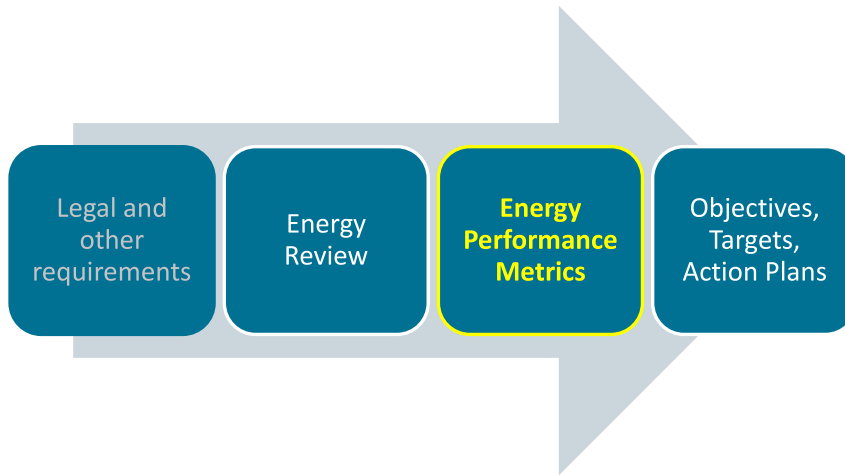 Legal and
other
requirements
Energy
Review
Energy
Performance
Metrics
Objectives,
Targets,
Action Plans